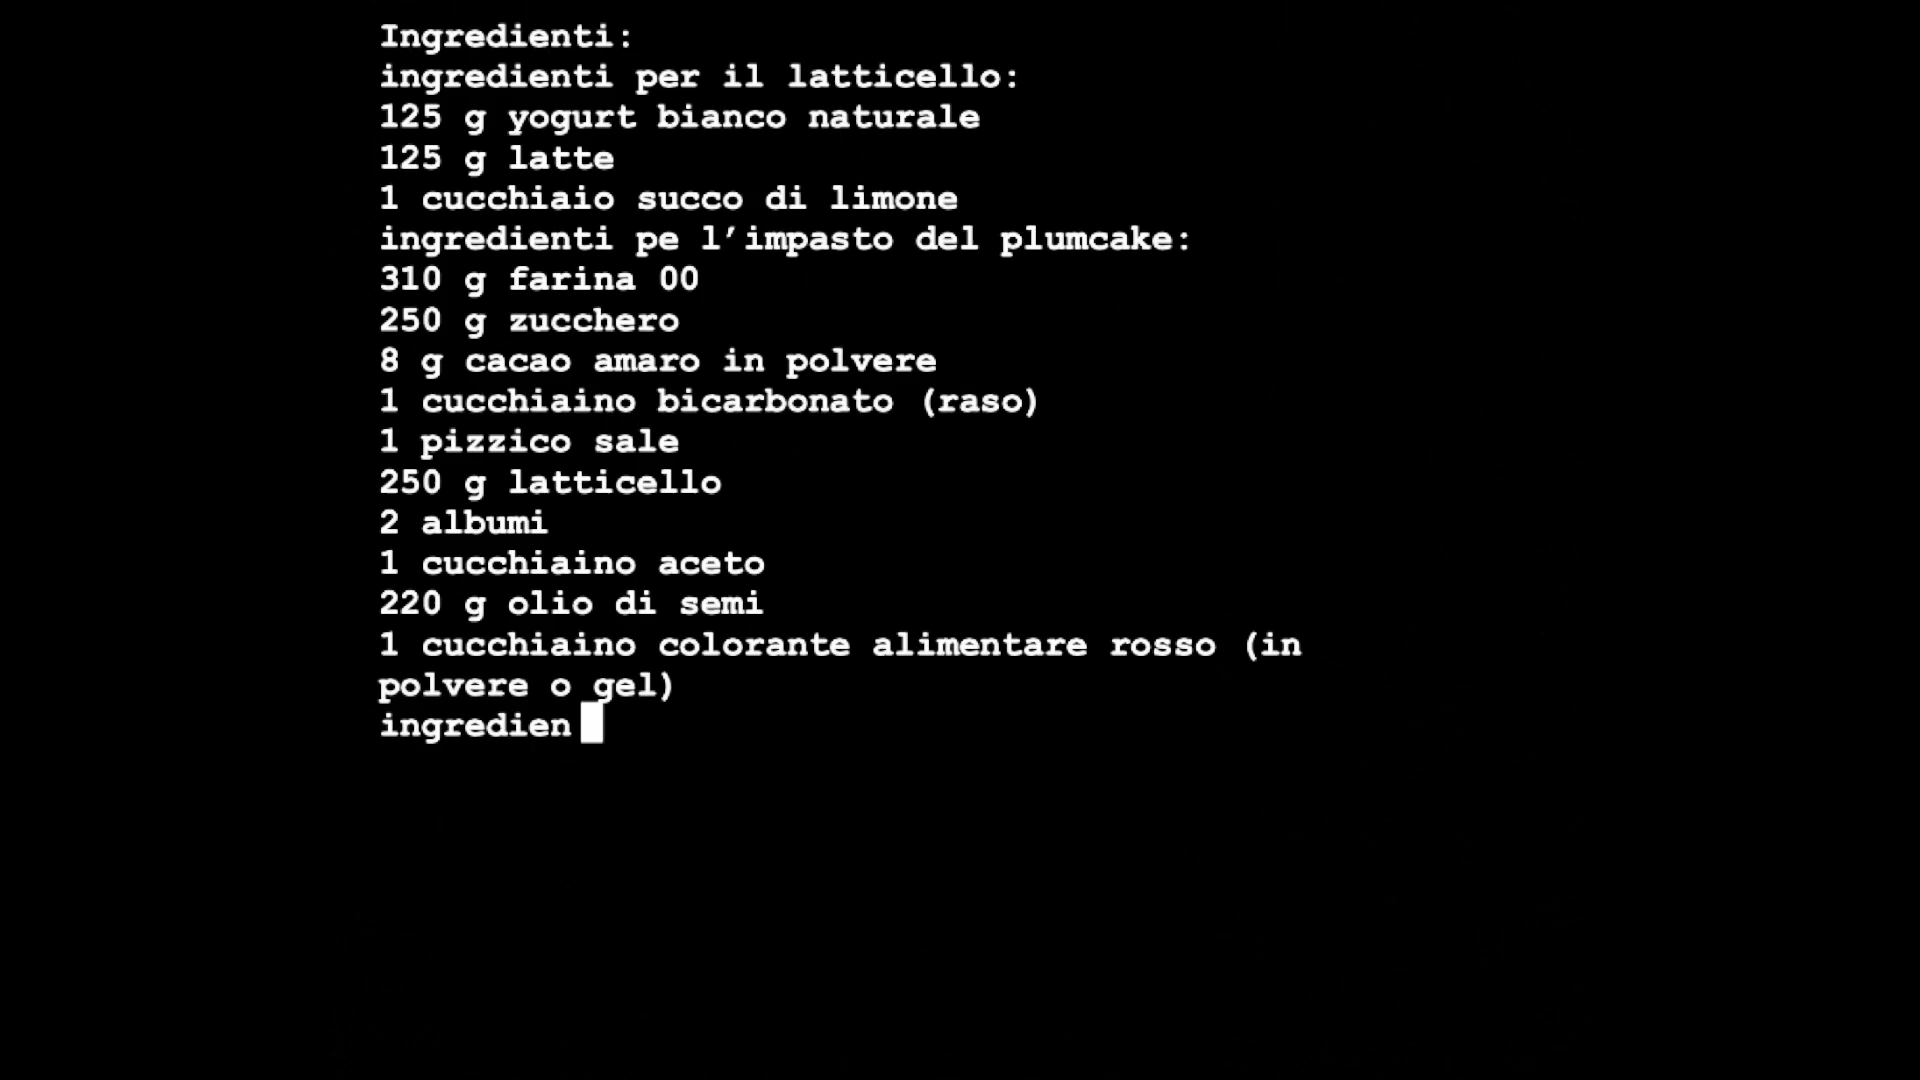 Ingredienti:
ingredienti per il latticello:
125 g yogurt bianco naturale
125 g latte
1 cucchiaio succo di limone
ingredienti pe l’impasto del plumcake:
310 g farina 00
250 g zucchero
8 g cacao amaro in polvere
1 cucchiaino bicarbonato (raso)
1 pizzico sale
250 g latticello
2 albumi
1 cucchiaino aceto
220 g olio di semi
1 cucchiaino colorante alimentare rosso (in
polvere o gel)
ingredien